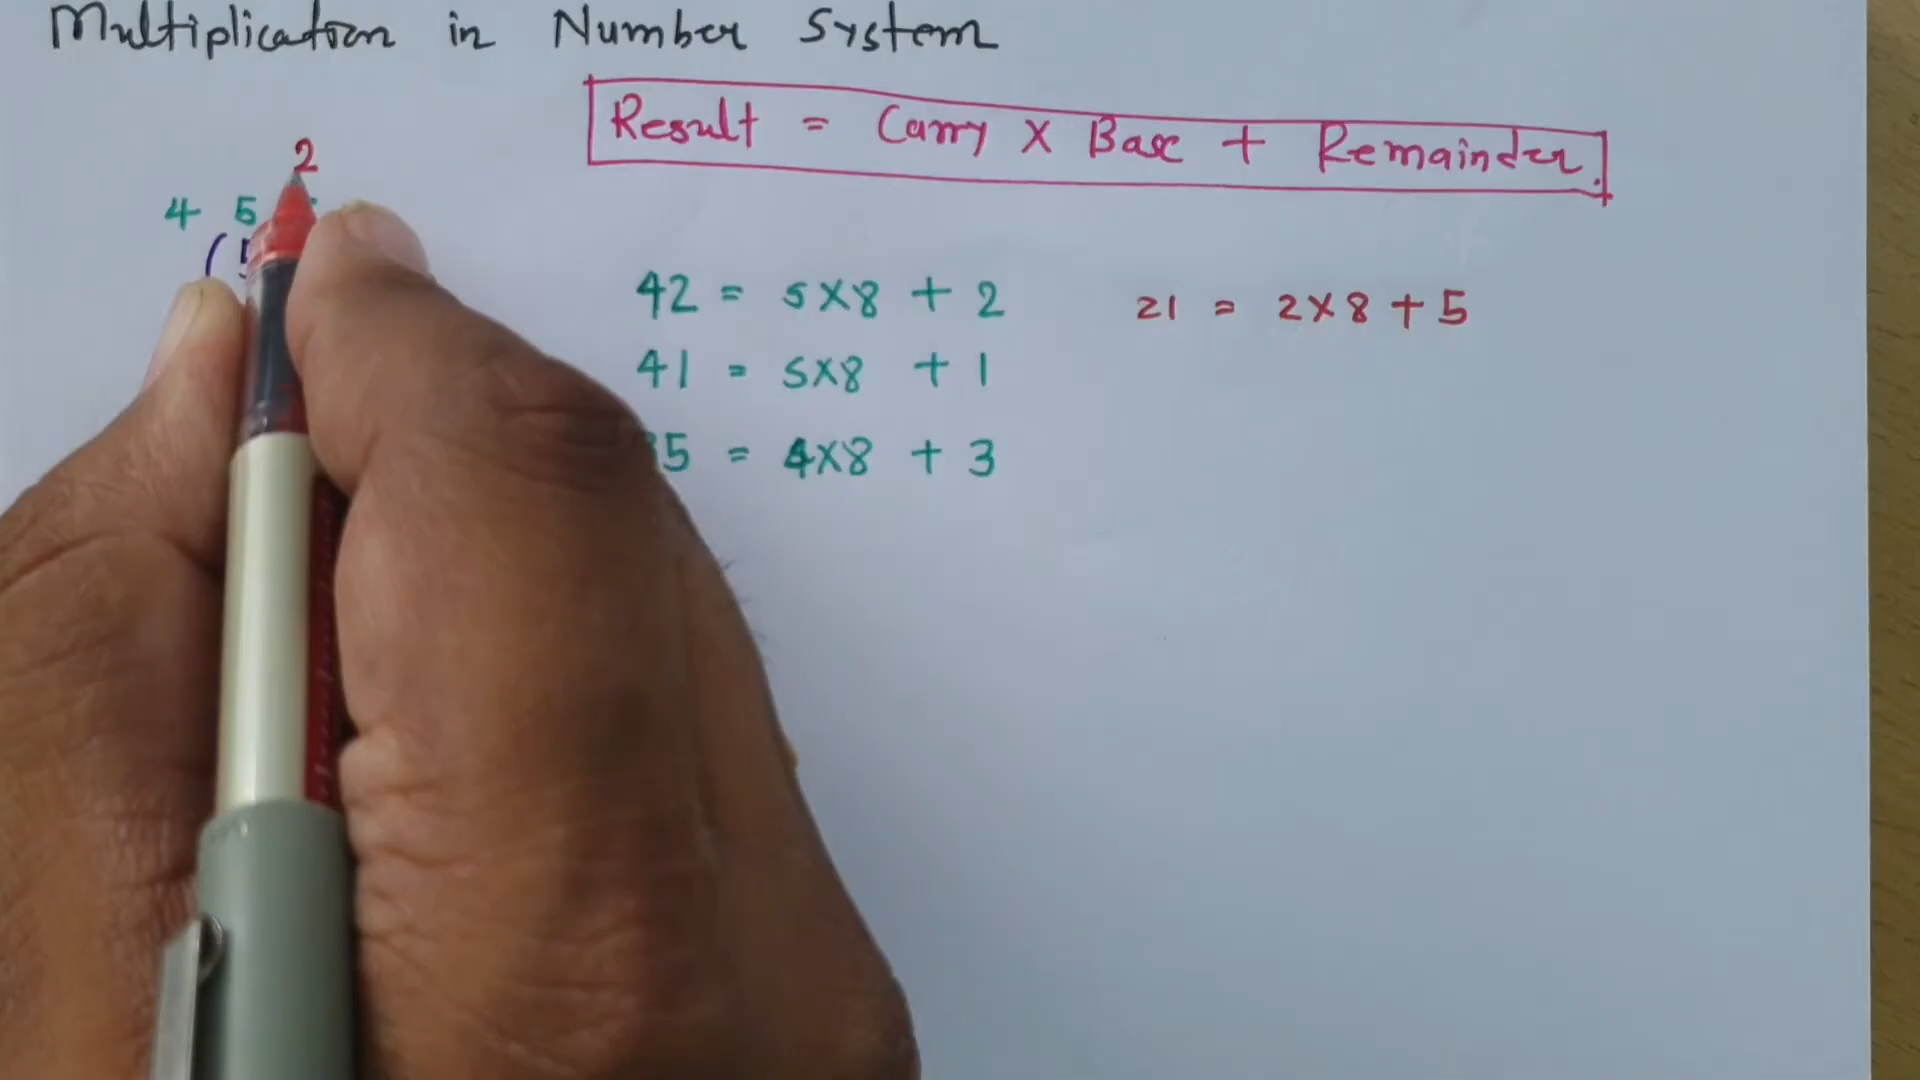 Multiplication in Number System
Result = Carry X Base + Remainder.
2
4 5
(5
42 = 5X8 + 2
21 = 2X8 + 5
41 = 5X8 + 1
35 = 4X8 + 3